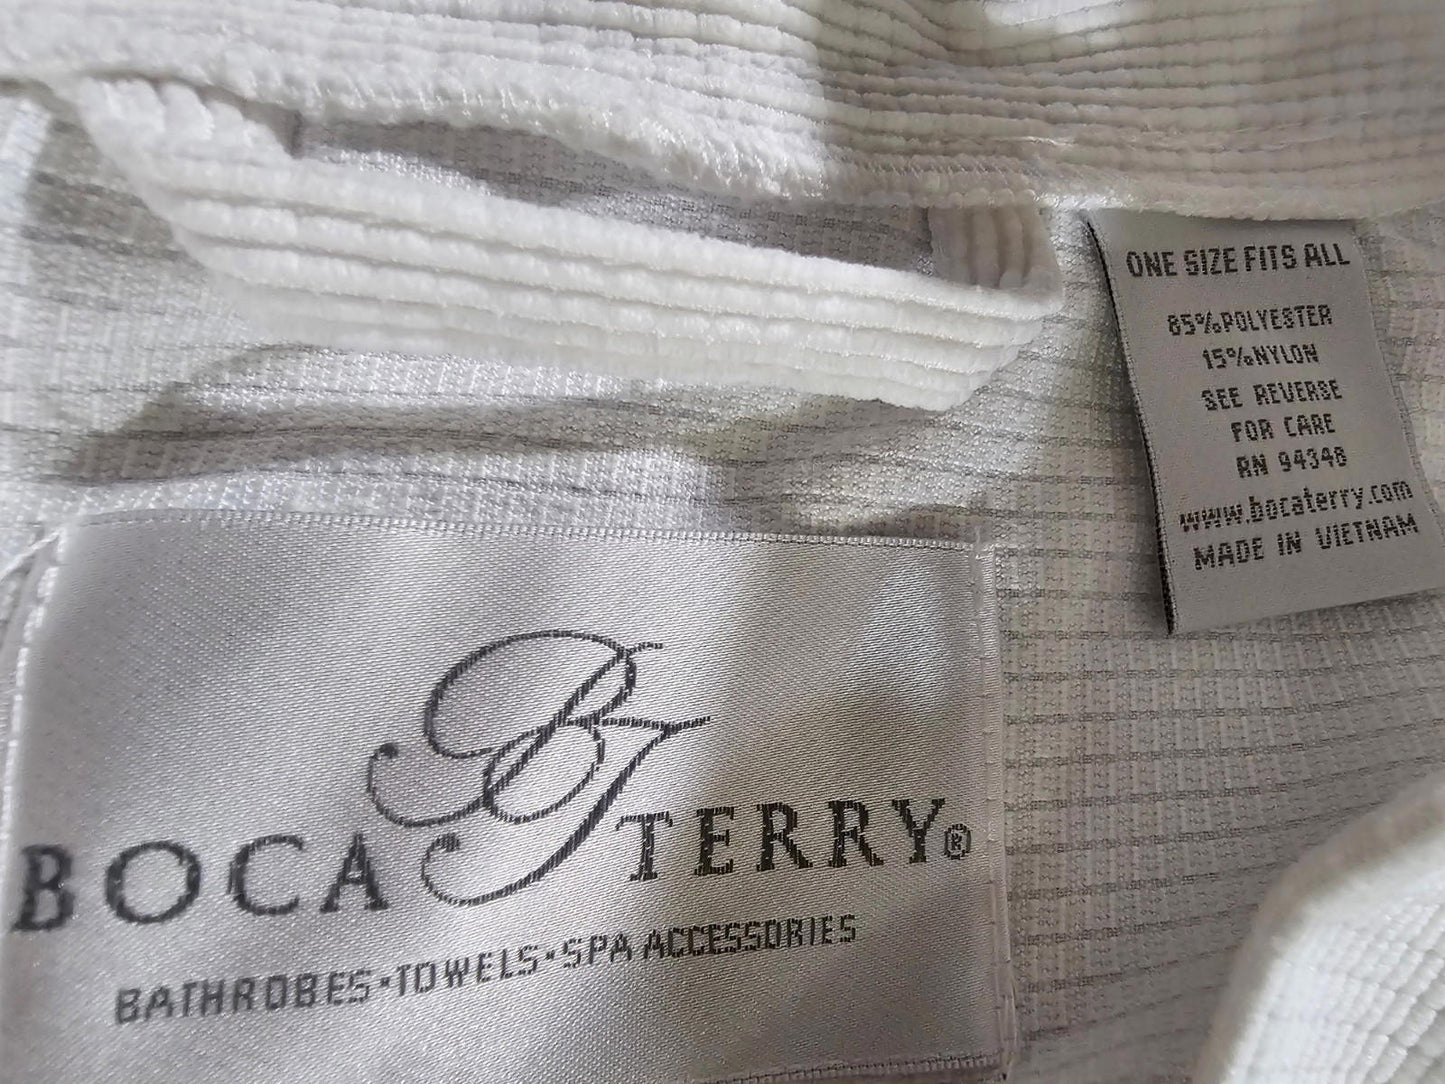 ONE SIZE FITS ALL
85%POLYESTER
15%NYLON
SEE REVERSE
FOR CARE
RN 94348
www.bocaterry.com
MADE IN VIETNAM
BT
BOCA TERRY®
BATHROBES·TOWELS·SPA ACCESSORIES